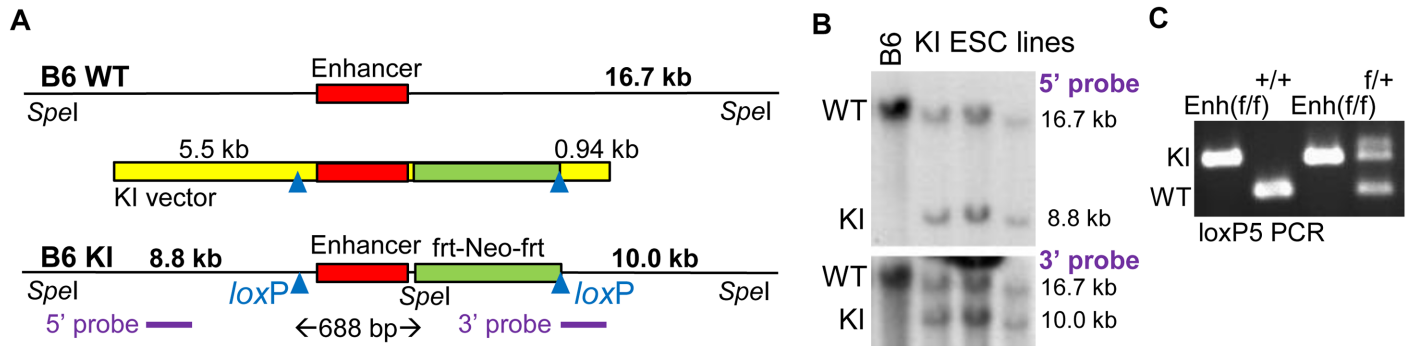 A
B6 WT
Enhancer
16.7 kb
SpeI
SpeI
5.5 kb
0.94 kb
KI vector
B6 KI
8.8 kb
Enhancer
frt-Neo-frt
10.0 kb
SpeI
loxP
SpeI
loxP
SpeI
5’ probe
←688 bp→
3’ probe
B
B6
KI ESC lines
5’ probe
WT
16.7 kb
KI
8.8 kb
3’ probe
WT
16.7 kb
KI
10.0 kb
C
+/+
f/+
Enh(f/f)
Enh(f/f)
KI
WT
loxP5 PCR